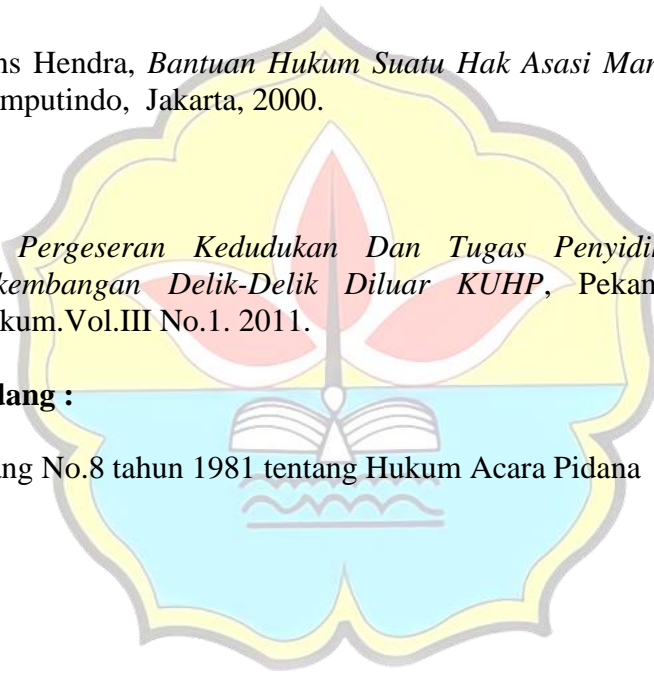 ns Hendra, Bantuan Hukum Suatu Hak Asasi Man
mputindo, Jakarta, 2000.
Pergeseran Kedudukan Dan Tugas Penyidi
kembangan Delik-Delik Diluar KUHP, Pekan
kum.Vol.III No.1. 2011.
dang :
ang No.8 tahun 1981 tentang Hukum Acara Pidana